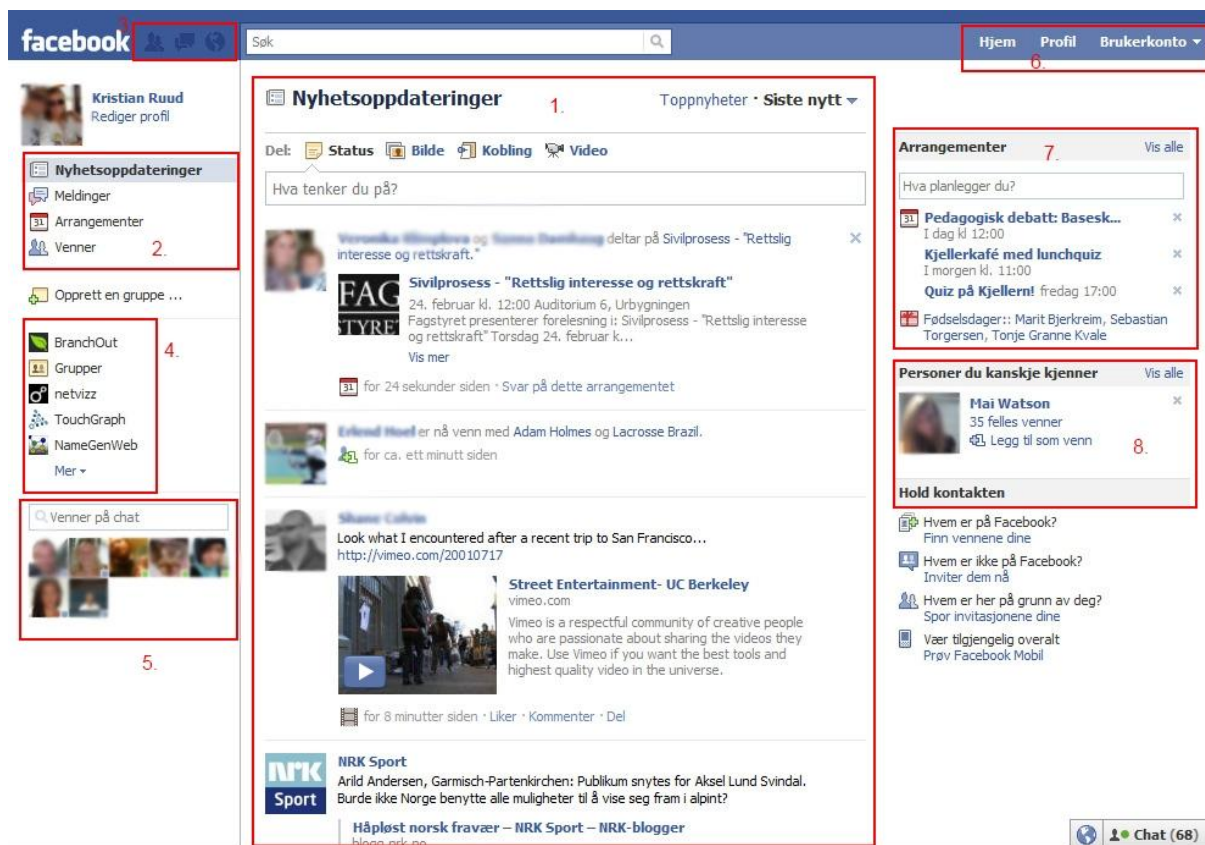 3.
facebook
Søk
Hjem Profil Brukerkonto
6.
Kristian Ruud
Rediger profil
Nyhetsoppdateringer
Meldinger
31 Arrangementer
Venner
2.
Opprett en gruppe ...
BranchOut
4.
Grupper
netvizz
TouchGraph
NameGenWeb
Mer
Venner på chat
5.
Nyhetsoppdateringer
1.
Toppnyheter · Siste nytt
Del: Status Bilde Kobling Video
Hva tenker du på?
og deltar på Sivilprosess - "Rettslig
interesse og rettskraft."
FAG
STYRET
Sivilprosess - "Rettslig interesse og rettskraft"
24. februar kl. 12:00 Auditorium 6, Urbygningen
Fagstyret presenterer forelesning i: Sivilprosess - "Rettslig interesse
og rettskraft" Torsdag 24. februar k...
Vis mer
31 for 24 sekunder siden · Svar på dette arrangementet
er nå venn med Adam Holmes og Lacrosse Brazil.
for ca. ett minutt siden
Look what I encountered after a recent trip to San Francisco...
http://vimeo.com/20010717
Street Entertainment- UC Berkeley
vimeo.com
Vimeo is a respectful community of creative people
who are passionate about sharing the videos they
make. Use Vimeo if you want the best tools and
highest quality video in the universe.
for 8 minutter siden · Liker · Kommenter · Del
nrk
Sport
NRK Sport
Arild Andersen, Garmisch-Partenkirchen: Publikum snytes for Aksel Lund Svindal.
Burde ikke Norge benytte alle muligheter til å vise seg fram i alpint?
Håpløst norsk fravær – NRK Sport – NRK-blogger
blogg.nrk.no
Arrangementer
7.
Vis alle
Hva planlegger du?
31 Pedagogisk debatt: Basesk...
I dag kl 12:00
Kjellerkafé med lunchquiz
I morgen kl. 11:00
Quiz på Kjellern! fredag 17:00
Fødselsdager:: Marit Bjerkreim, Sebastian
Torgersen, Tonje Granne Kvale
Personer du kanskje kjenner Vis alle
Mai Watson
35 felles venner
Legg til som venn
8.
Hold kontakten
Hvem er på Facebook?
Finn vennene dine
Hvem er ikke på Facebook?
Inviter dem nå
Hvem er her på grunn av deg?
Spor invitasjonene dine
Vær tilgjengelig overalt
Prøv Facebook Mobil
Chat (68)